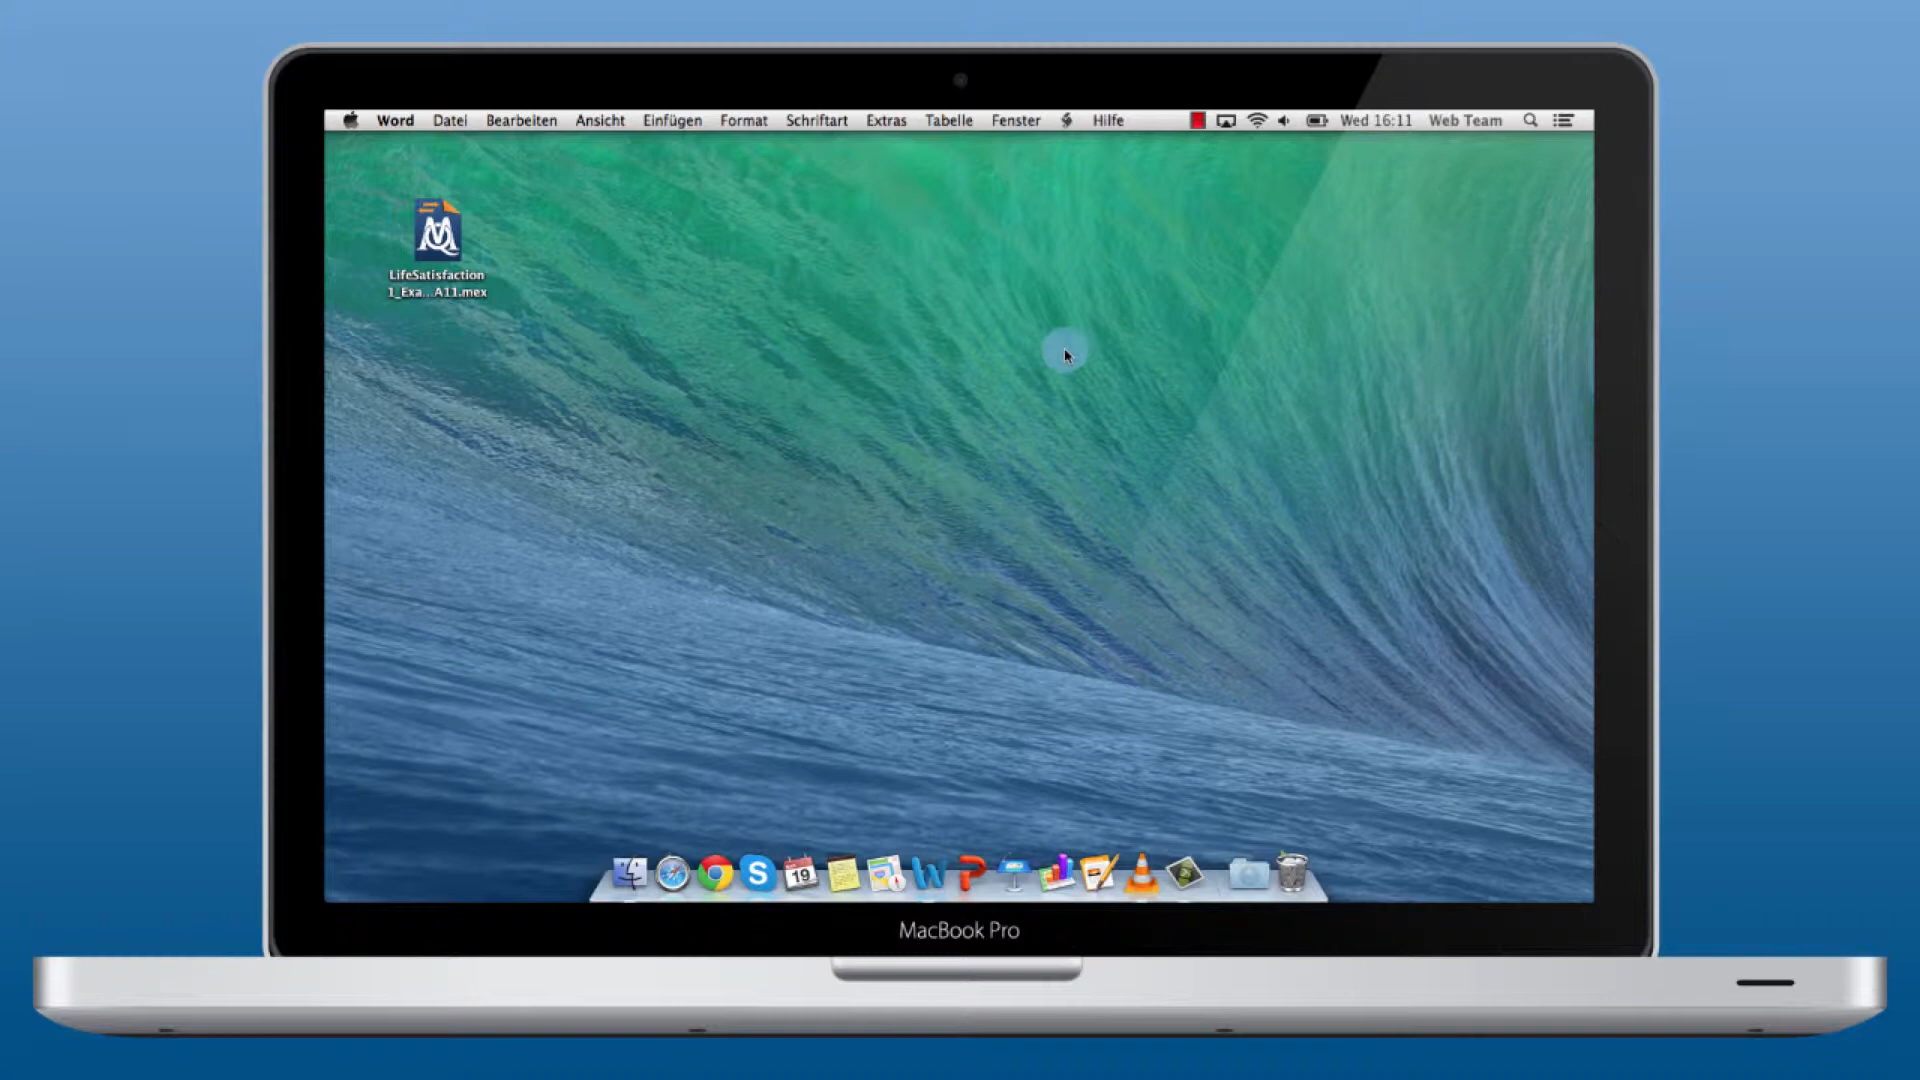 Word Datei Bearbeiten Ansicht Einfügen Format Schriftart Extras Tabelle Fenster Hilfe Wed 16:11 Web Team
LifeSatisfaction
1_Exa...A11.mex
19
MacBook Pro